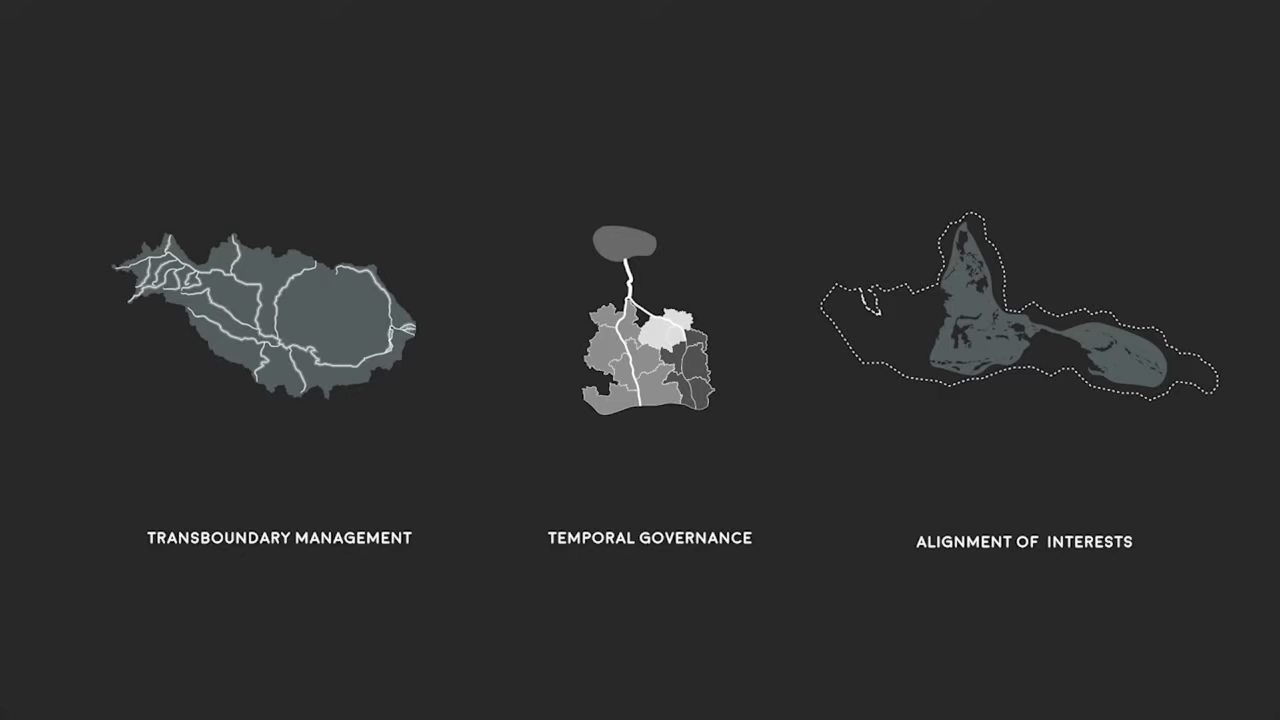 TRANSBOUNDARY MANAGEMENT
TEMPORAL GOVERNANCE
ALIGNMENT OF INTERESTS